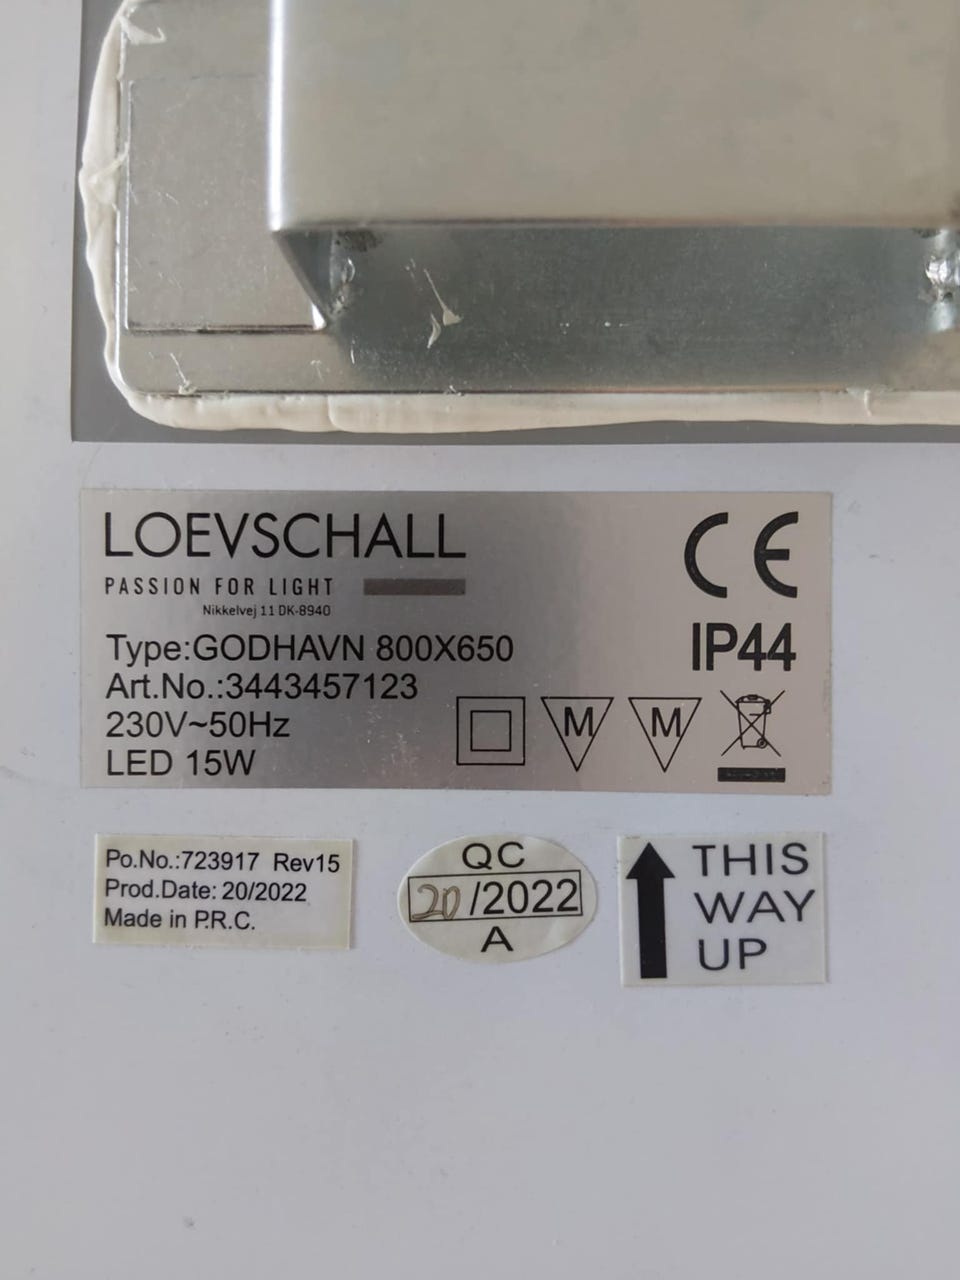 LOEVSCHALL
PASSION FOR LIGHT
Nikkelvej 11 DK-8940
Type:GODHAVN 800X650
Art.No.:3443457123
230V~50Hz
LED 15W
CE
IP44
M M
Po.No.:723917 Rev15
Prod.Date: 20/2022
Made in P.R.C.
QC
20/2022
A
THIS
WAY
UP